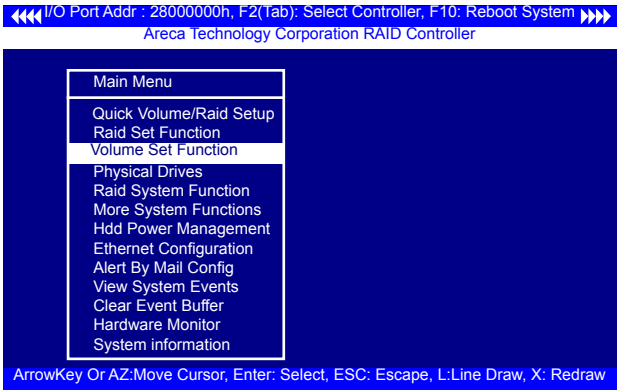 I/O Port Addr : 28000000h, F2(Tab): Select Controller, F10: Reboot System
Areca Technology Corporation RAID Controller
Main Menu
Quick Volume/Raid Setup
Raid Set Function
Volume Set Function
Physical Drives
Raid System Function
More System Functions
Hdd Power Management
Ethernet Configuration
Alert By Mail Config
View System Events
Clear Event Buffer
Hardware Monitor
System information
ArrowKey Or AZ:Move Cursor, Enter: Select, ESC: Escape, L:Line Draw, X: Redraw